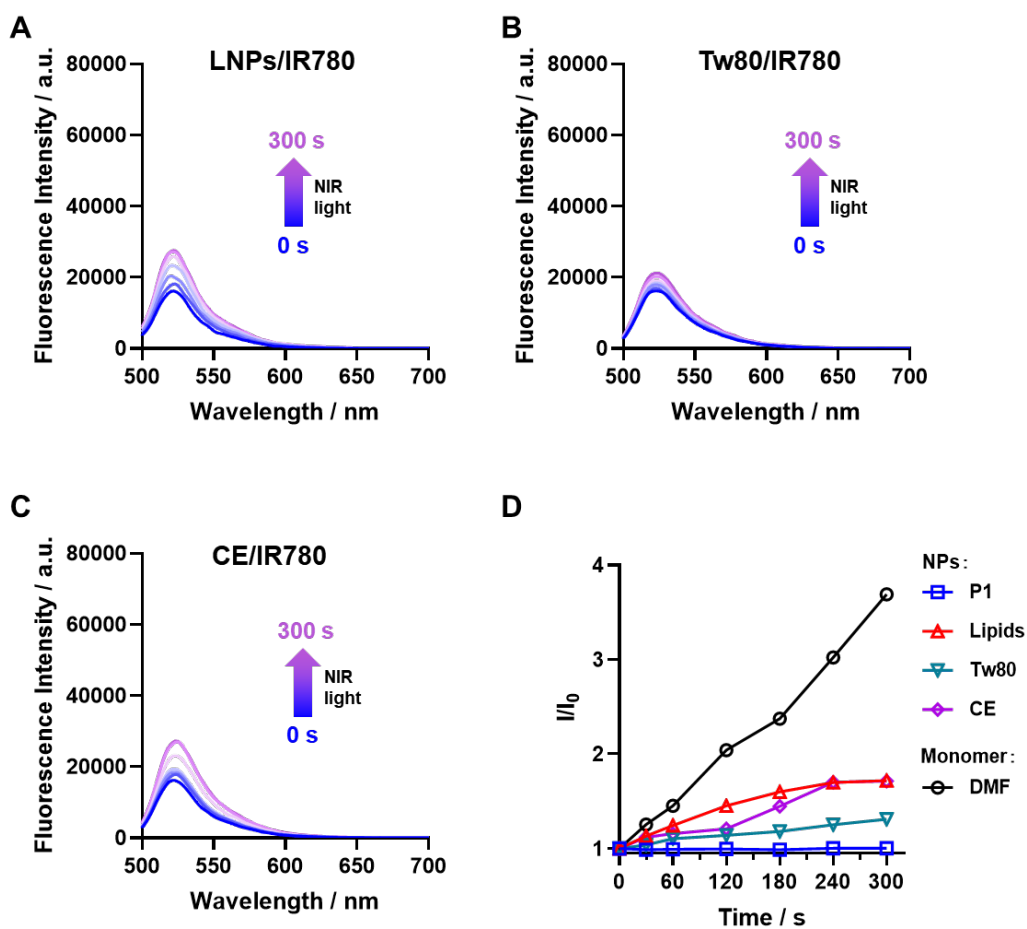 A
LNPs/IR780
Fluorescence Intensity / a.u.
80000
60000
40000
20000
0
300 s
NIR
light
0 s
500
550
600
650
700
Wavelength / nm
B
Tw80/IR780
Fluorescence Intensity / a.u.
80000
60000
40000
20000
0
300 s
NIR
light
0 s
500
550
600
650
700
Wavelength / nm
C
CE/IR780
Fluorescence Intensity / a.u.
80000
60000
40000
20000
0
300 s
NIR
light
0 s
500
550
600
650
700
Wavelength / nm
D
I/I₀
4
3
2
1
0
60
120
180
240
300
Time / s
NPs:
P1
Lipids
Tw80
CE
Monomer:
DMF